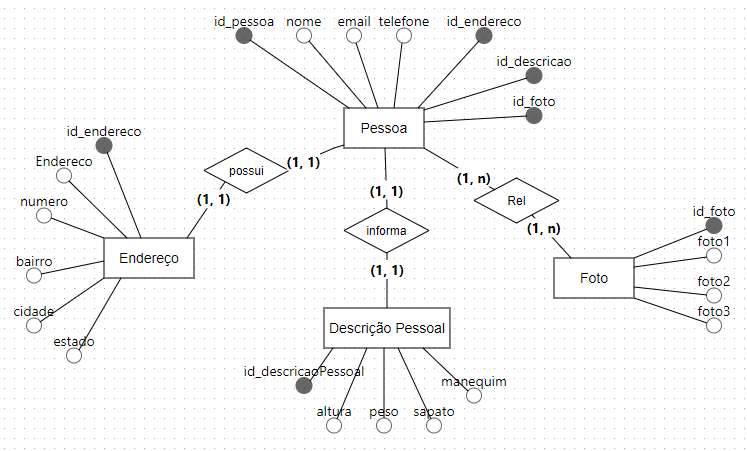 id_pessoa
nome
email
telefone
id_endereco
id_descricao
id_foto
Pessoa
id_endereco
Endereco
numero
bairro
cidade
estado
Endereço
possui
(1, 1)
(1, 1)
(1, 1)
informa
(1, 1)
(1, n)
Rel
(1, n)
id_foto
foto1
foto2
foto3
Foto
Descrição Pessoal
id_descricaoPessoal
altura
peso
sapato
manequim